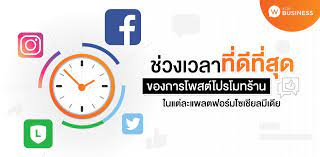 ช่วงเวลาที่ดีที่สุด
ของการโพสต์โปรโมทร้าน
ในแต่ละแพลตฟอร์มโซเชียลมีเดีย
BUSINESS